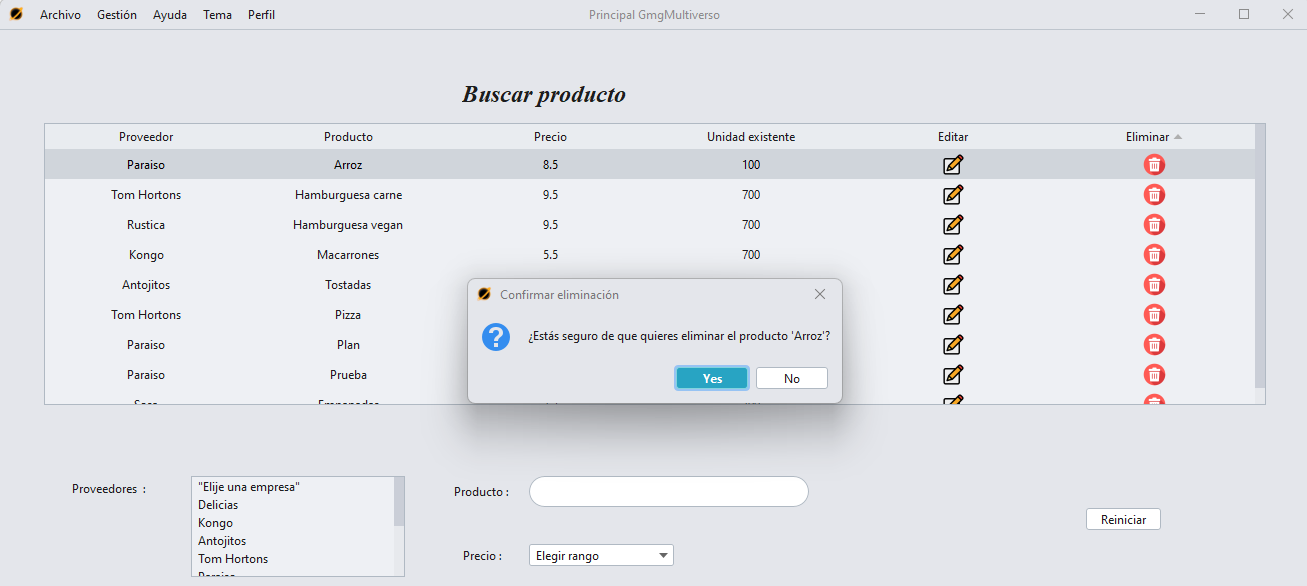 Archivo Gestión Ayuda Tema Perfil Principal GmgMultiverso
Buscar producto
Proveedor Producto Precio Unidad existente Editar Eliminar
Paraiso Arroz 8.5 100
Tom Hortons Hamburguesa carne 9.5 700
Rustica Hamburguesa vegan 9.5 700
Kongo Macarrones 5.5 700
Antojitos Tostadas
Tom Hortons Pizza
Paraiso Plan
Paraiso Prueba
Confirmar eliminación
¿Estás seguro de que quieres eliminar el producto 'Arroz'?
Yes No
Proveedores :
"Elije una empresa"
Delicias
Kongo
Antojitos
Tom Hortons
Paraiso
Producto :
Precio : Elegir rango
Reiniciar